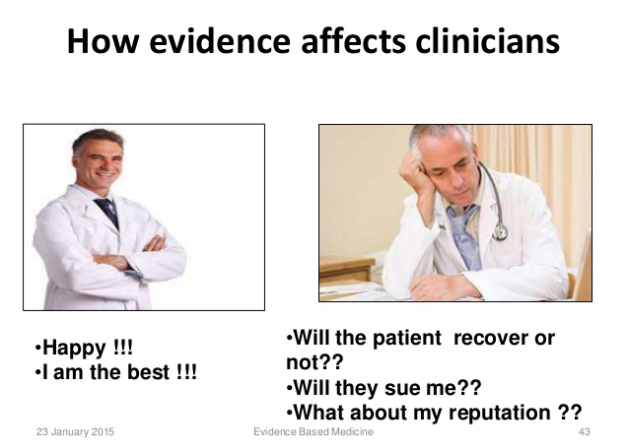 How evidence affects clinicians
•Happy !!!
•I am the best !!!
•Will the patient  recover or
not??
•Will they sue me??
•What about my reputation ??
23 January 2015
Evidence Based Medicine
43